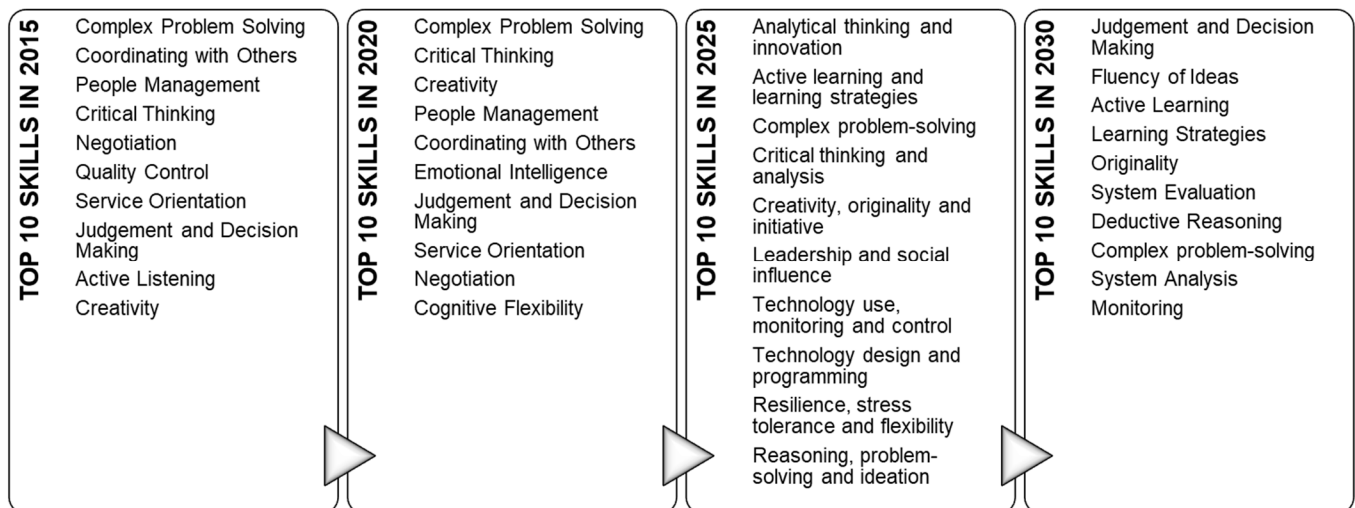 TOP 10 SKILLS IN 2015
Complex Problem Solving
Coordinating with Others
People Management
Critical Thinking
Negotiation
Quality Control
Service Orientation
Judgement and Decision
Making
Active Listening
Creativity
TOP 10 SKILLS IN 2020
Complex Problem Solving
Critical Thinking
Creativity
People Management
Coordinating with Others
Emotional Intelligence
Judgement and Decision
Making
Service Orientation
Negotiation
Cognitive Flexibility
TOP 10 SKILLS IN 2025
Analytical thinking and
innovation
Active learning and
learning strategies
Complex problem-solving
Critical thinking and
analysis
Creativity, originality and
initiative
Leadership and social
influence
Technology use,
monitoring and control
Technology design and
programming
Resilience, stress
tolerance and flexibility
Reasoning, problem-
solving and ideation
TOP 10 SKILLS IN 2030
Judgement and Decision
Making
Fluency of Ideas
Active Learning
Learning Strategies
Originality
System Evaluation
Deductive Reasoning
Complex problem-solving
System Analysis
Monitoring